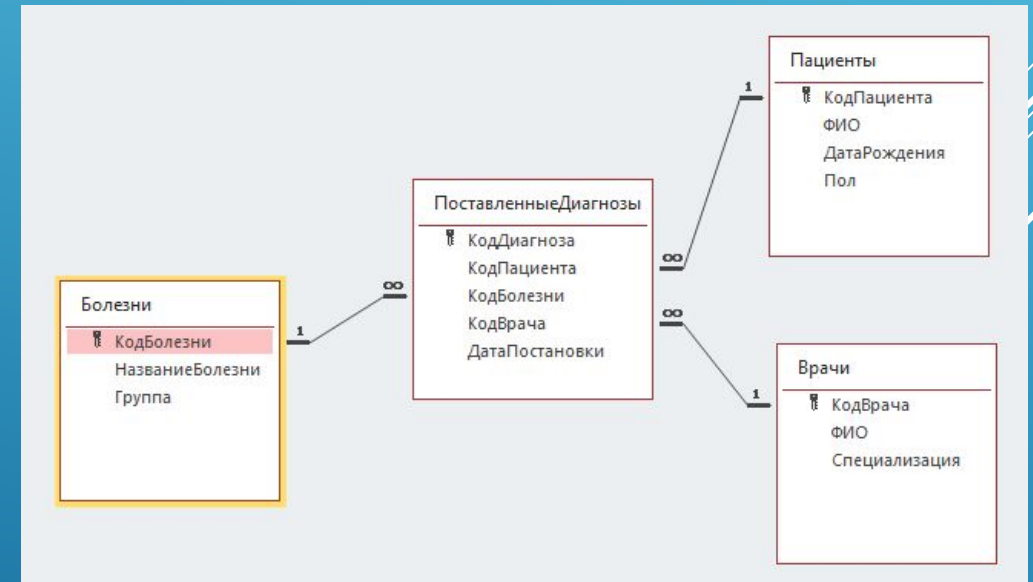 Пациенты
КодПациента
ФИО
ДатаРождения
Пол
1
ПоставленныеДиагнозы
КодДиагноза
КодПациента
КодБолезни
КодВрача
ДатаПостановки
∞
∞
∞
Болезни
КодБолезни
НазваниеБолезни
Группа
1
Врачи
КодВрача
ФИО
Специализация
1